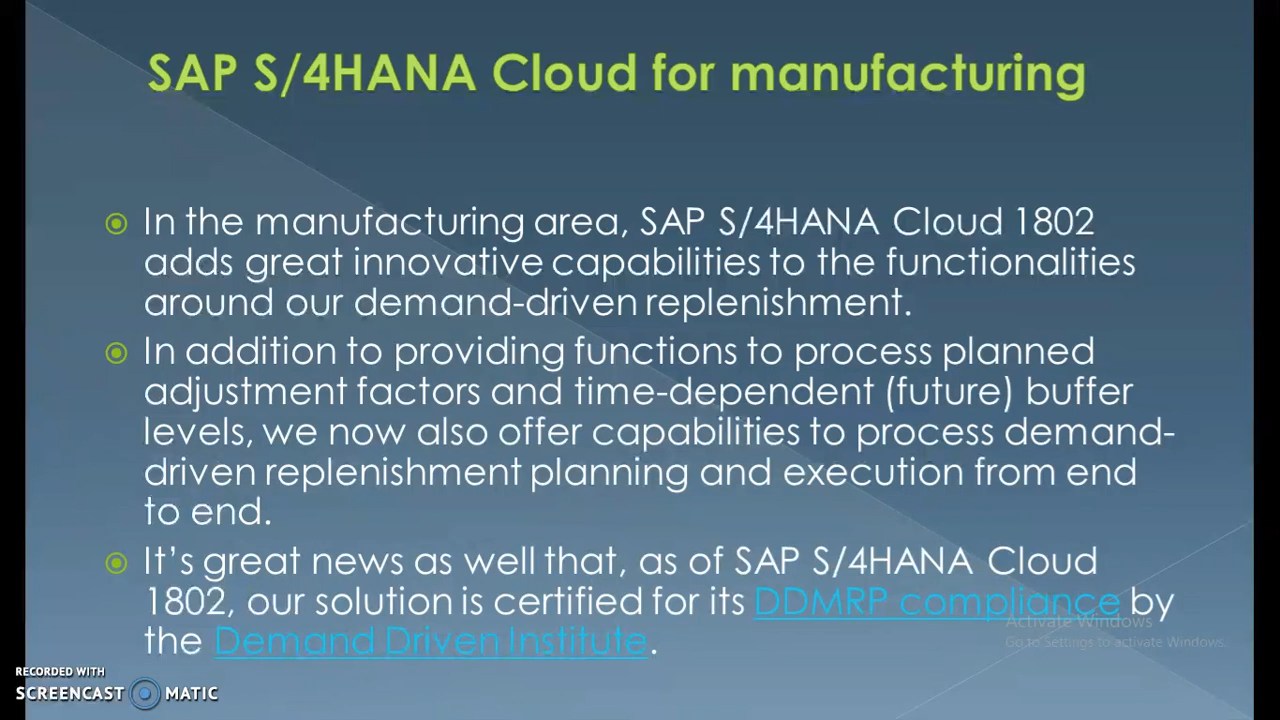 SAP S/4HANA Cloud for manufacturing
In the manufacturing area, SAP S/4HANA Cloud 1802
adds great innovative capabilities to the functionalities
around our demand-driven replenishment.
In addition to providing functions to process planned
adjustment factors and time-dependent (future) buffer
levels, we now also offer capabilities to process demand-
driven replenishment planning and execution from end
to end.
It's great news as well that, as of SAP S/4HANA Cloud
1802, our solution is certified for its DDMRP compliance by
the Demand Driven Institute.
Activate Windows
Go to Settings to activate Windows.
RECORDED WITH
SCREENCAST MATIC